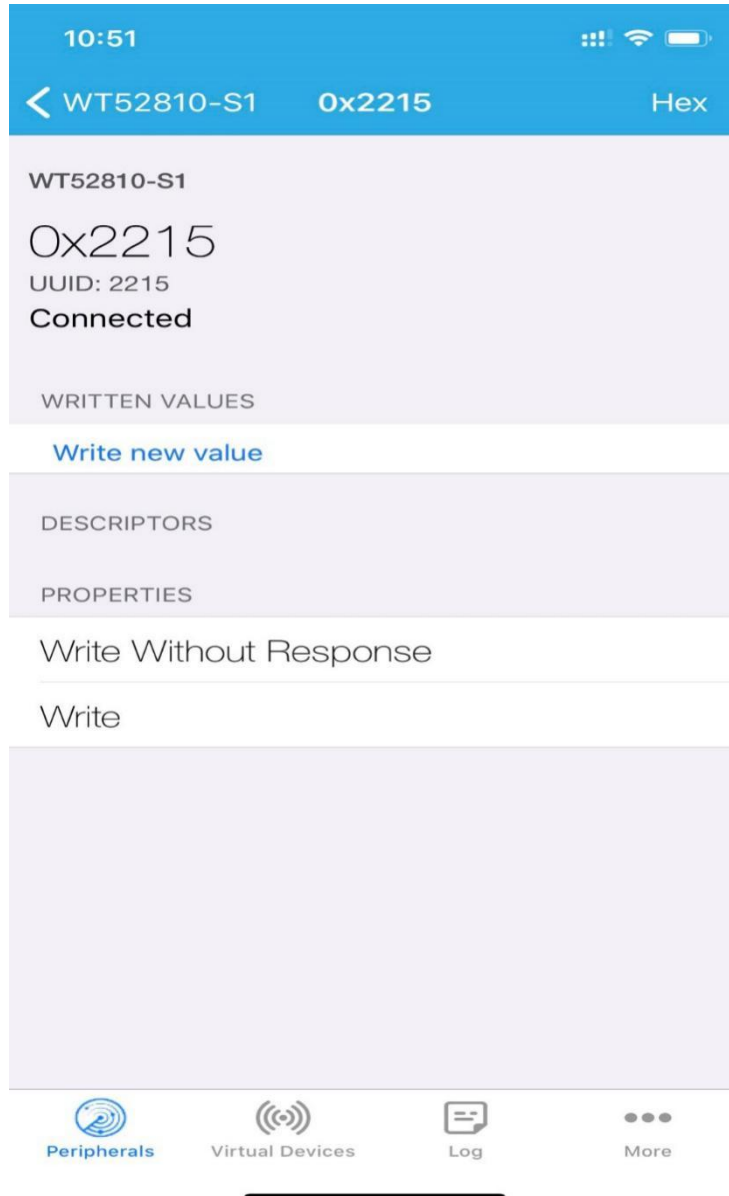 10:51
WT52810-S1 0x2215 Hex
WT52810-S1
0x2215
UUID: 2215
Connected
WRITTEN VALUES
Write new value
DESCRIPTORS
PROPERTIES
Write Without Response
Write
Peripherals Virtual Devices Log More